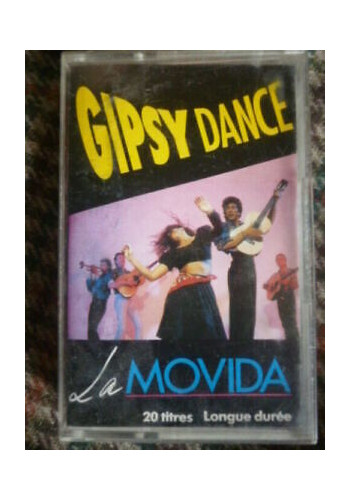 GIPSY DANCE
La MOVIDA
20 titres Longue durée